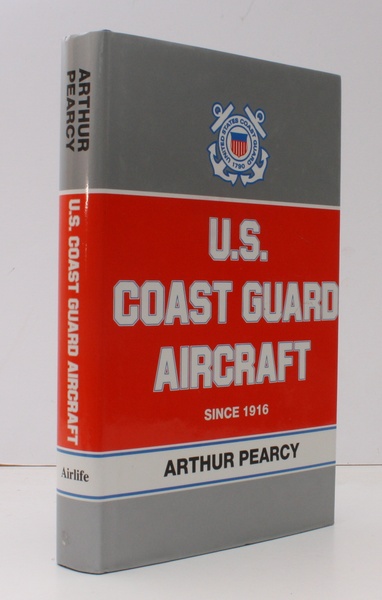 ARTHUR
PEARCY
U.S. COAST GUARD AIRCRAFT
Airlife
UNITED STATES COAST GUARD
1790
U.S.
COAST GUARD
AIRCRAFT
SINCE 1916
ARTHUR PEARCY